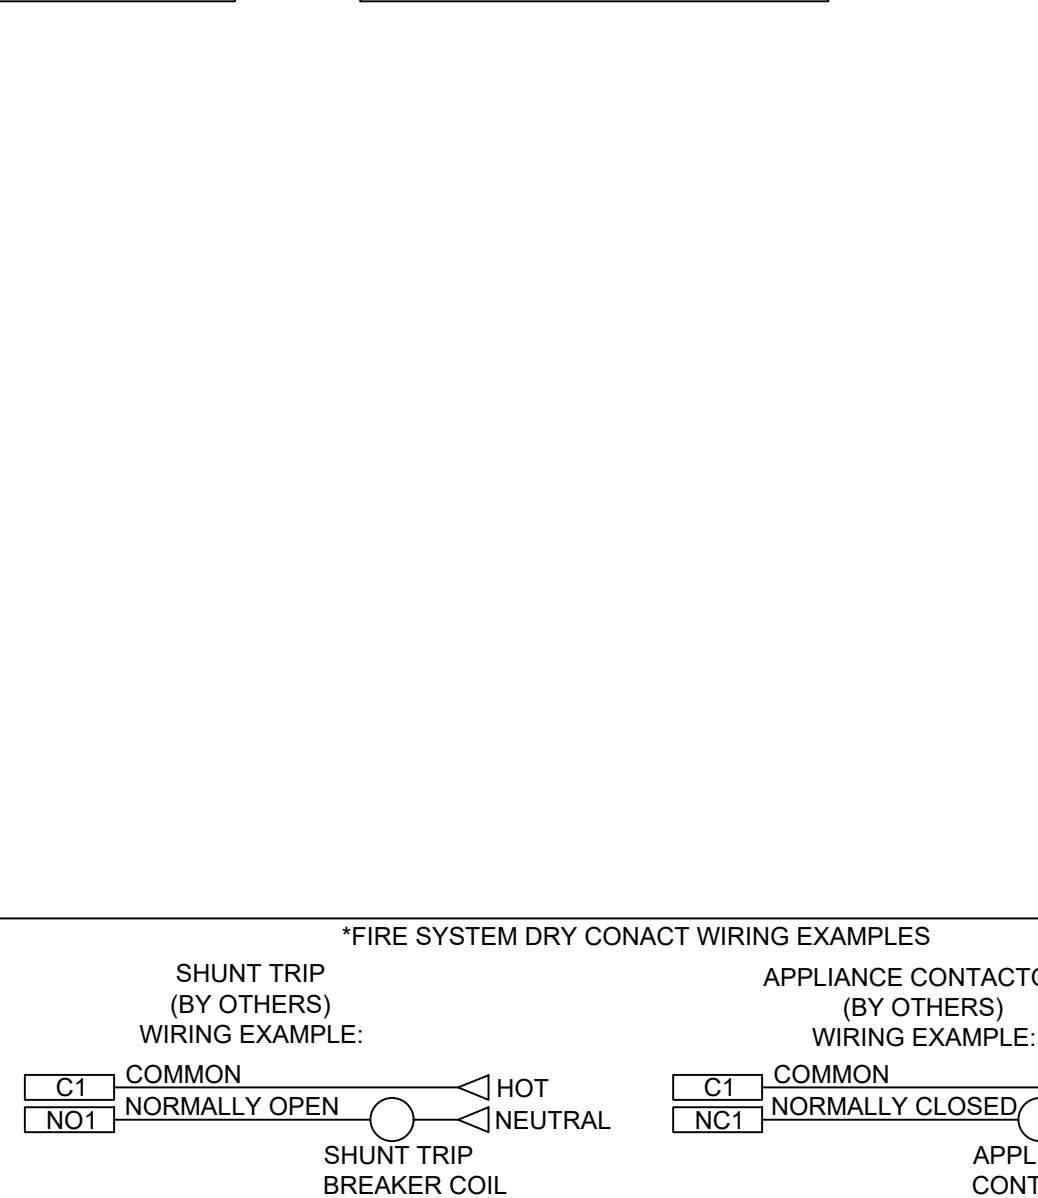 *FIRE SYSTEM DRY CONACT WIRING EXAMPLES
SHUNT TRIP
(BY OTHERS)
WIRING EXAMPLE:
C1 COMMON HOT
NO1 NORMALLY OPEN NEUTRAL
SHUNT TRIP
BREAKER COIL
APPLIANCE CONTACTO
(BY OTHERS)
WIRING EXAMPLE:
C1 COMMON
NC1 NORMALLY CLOSED
APPL
CONT